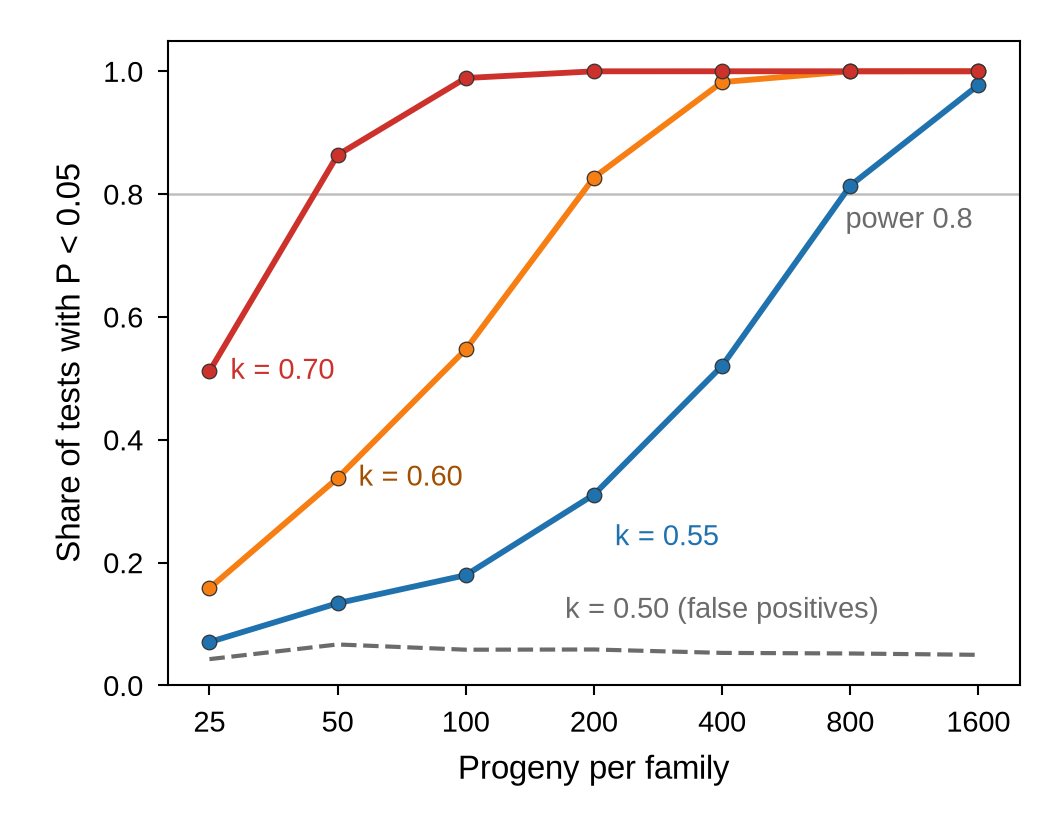 1.0
0.8
0.6
0.4
0.2
0.0
Share of tests with P < 0.05
power 0.8
k = 0.70
k = 0.60
k = 0.55
k = 0.50 (false positives)
25 50 100 200 400 800 1600
Progeny per family